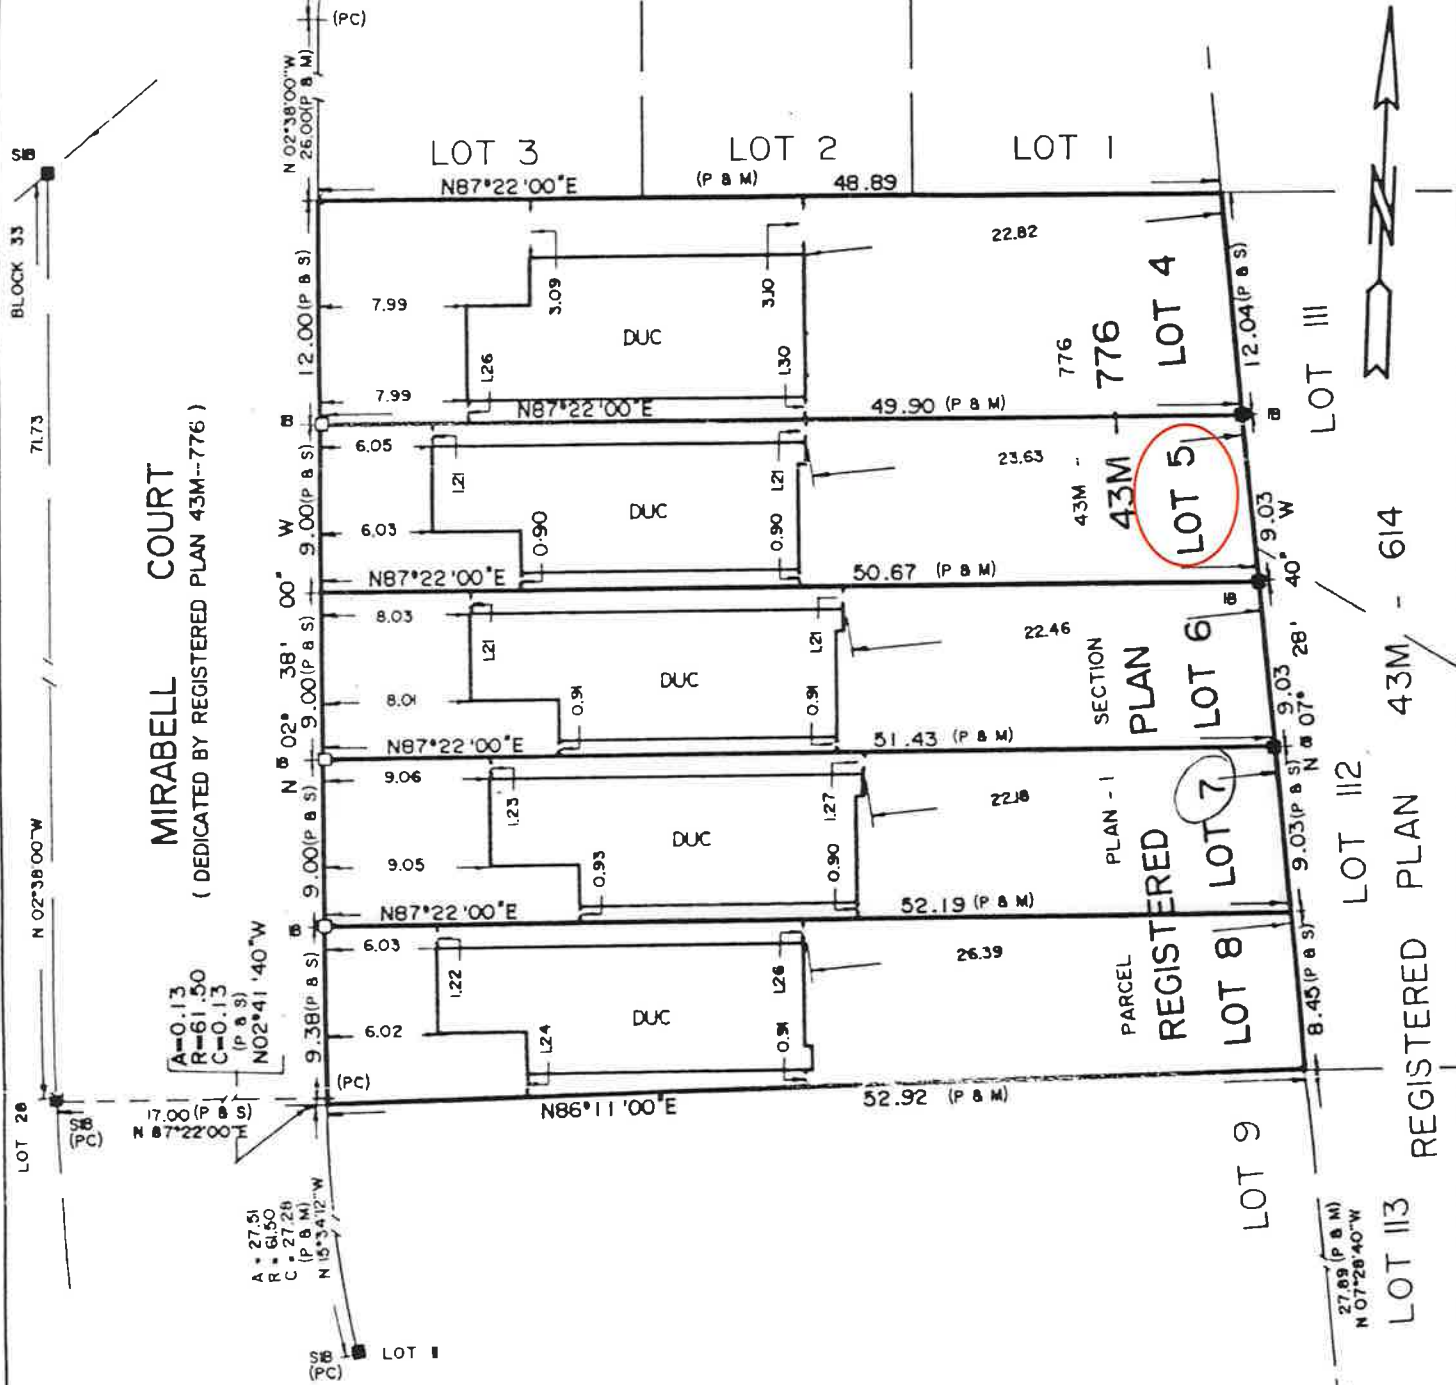 (PC)
N 02°38'00"W
26.00(P & M)
SIB
BLOCK 33
71.73
N 02°38'00"W
LOT 28
LOT 3
LOT 2
LOT 1
N87°22'00"E
(P & M)
48.89
12.00(P & S)
7.99
7.99
3.09
3.10
1.26
1.30
DUC
22.82
776
776
LOT 4
12.04(P & S)
LOT 111
N
N87°22'00"E
49.90 (P & M)
IB
IB
MIRABELL COURT
(DEDICATED BY REGISTERED PLAN 43M--776)
N 02° 38' 00" W
9.00(P & S)
6.05
6.03
1.21
1.21
0.90
0.90
DUC
23.63
43M -
43M
LOT 5
9.03
N87°22'00"E
50.67 (P & M)
IB
9.00(P & S)
8.03
8.01
1.21
1.21
0.91
0.91
DUC
22.46
SECTION
PLAN
LOT 6
9.03
N 07° 28' 40" W
N87°22'00"E
51.43 (P & M)
IB
IB
9.00(P & S)
9.06
9.05
1.23
1.27
0.93
0.90
DUC
22.18
PLAN - 1
REGISTERED
LOT 7
9.03(P & S)
LOT 112
REGISTERED PLAN 43M - 614
N87°22'00"E
52.19 (P & M)
IB
9.38(P & S)
6.03
6.02
1.22
1.26
1.24
0.91
DUC
26.39
PARCEL
LOT 8
8.45(P & S)
A=0.13
R=61.50
C=0.13
(P & S)
N02°41'40"W
(PC)
N86°11'00"E
52.92 (P & M)
SIB
(PC)
17.00 (P & S)
N 87°22'00"E
A = 27.51
R = 61.50
C = 27.28
(P & M)
N 15°34'12"W
SIB
(PC)
LOT 11
LOT 9
27.89 (P & M)
N 07°28'40"W
LOT 113